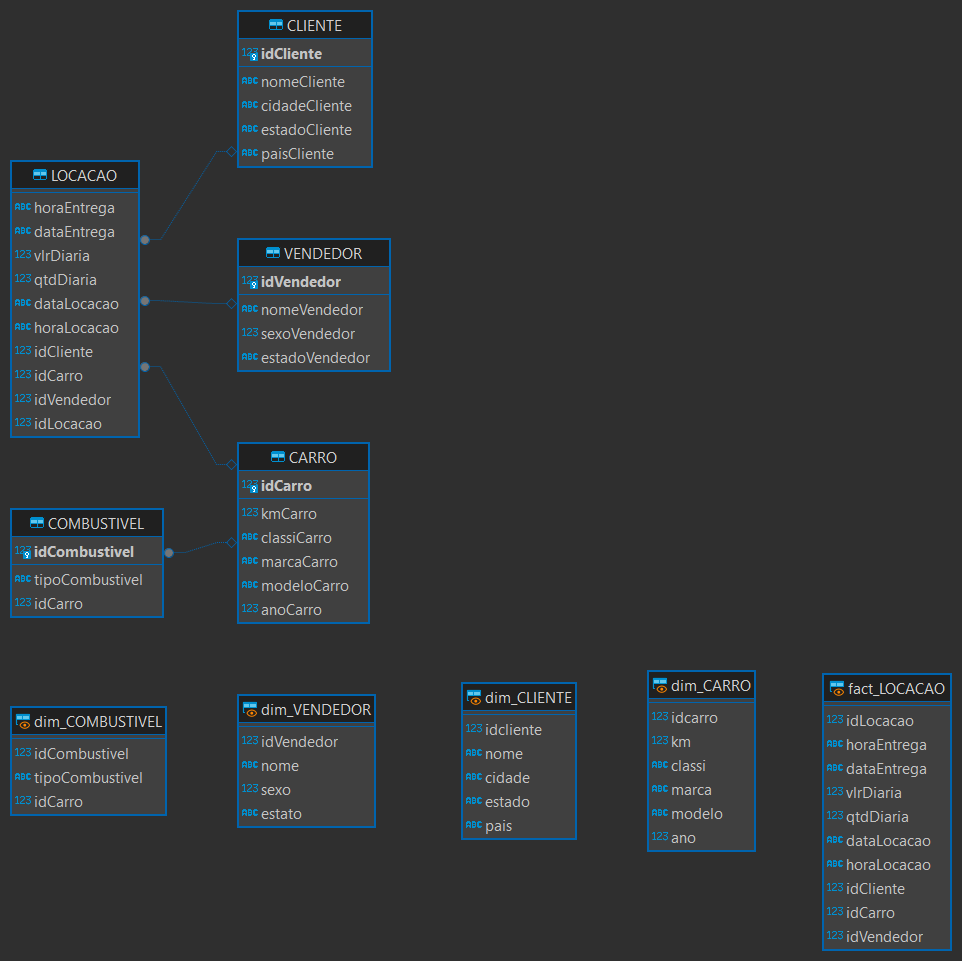 CLIENTE
123 idCliente
ABC nomeCliente
ABC cidadeCliente
ABC estadoCliente
ABC paisCliente
LOCACAO
ABC horaEntrega
ABC dataEntrega
123 vlrDiaria
123 qtdDiaria
ABC dataLocacao
ABC horaLocacao
123 idCliente
123 idCarro
123 idVendedor
123 idLocacao
VENDEDOR
123 idVendedor
ABC nomeVendedor
123 sexoVendedor
ABC estadoVendedor
CARRO
123 idCarro
123 kmCarro
ABC classiCarro
ABC marcaCarro
ABC modeloCarro
123 anoCarro
COMBUSTIVEL
123 idCombustivel
ABC tipoCombustivel
123 idCarro
dim_COMBUSTIVEL
123 idCombustivel
ABC tipoCombustivel
123 idCarro
dim_VENDEDOR
123 idVendedor
ABC nome
123 sexo
ABC estato
dim_CLIENTE
123 idcliente
ABC nome
ABC cidade
ABC estado
ABC pais
dim_CARRO
123 idcarro
123 km
ABC classi
ABC marca
ABC modelo
123 ano
fact_LOCACAO
123 idLocacao
ABC horaEntrega
ABC dataEntrega
123 vlrDiaria
123 qtdDiaria
ABC dataLocacao
ABC horaLocacao
123 idCliente
123 idCarro
123 idVendedor